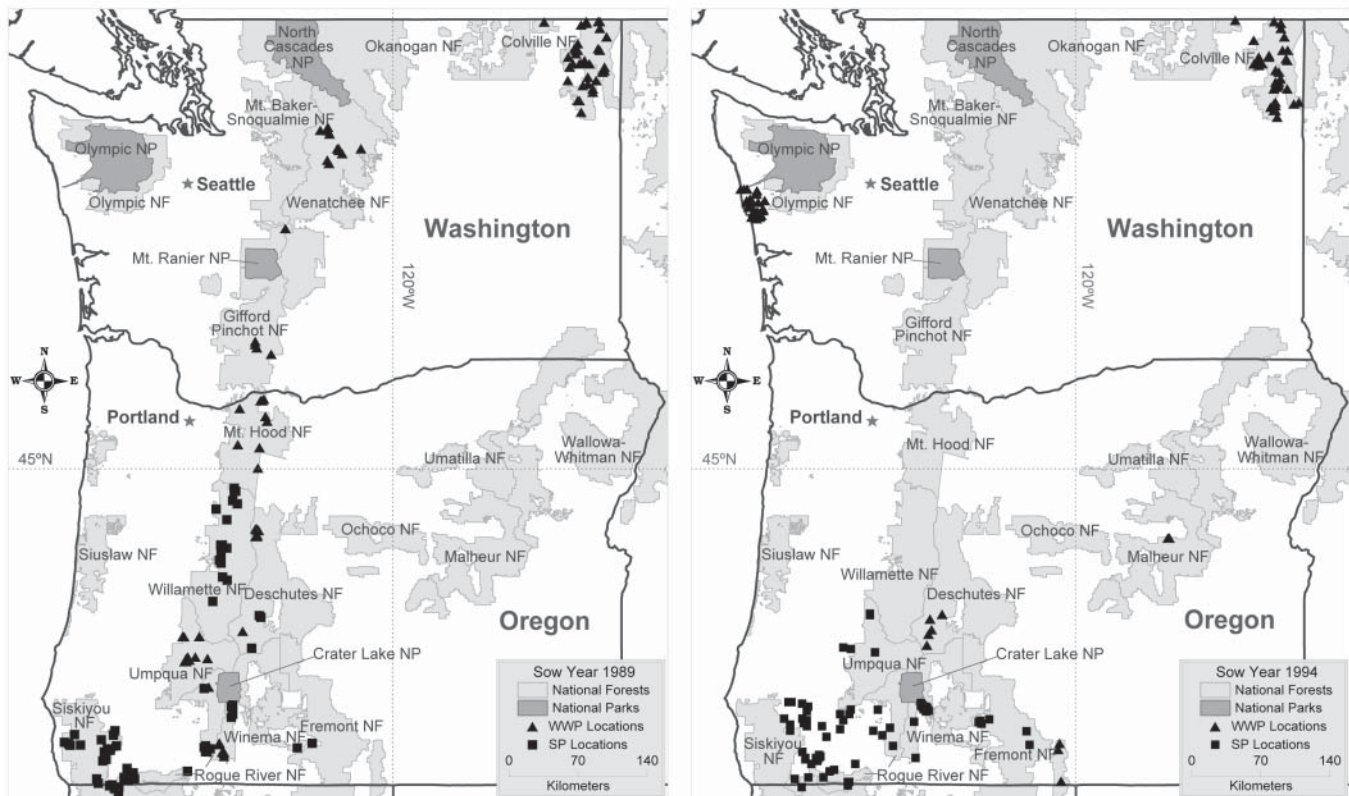 North
Cascades
NP
Okanogan NF
Colville NF
Mt. Baker-
Snoqualmie NF
Olympic NP
Seattle
Olympic NF
Wenatchee NF
Washington
Mt. Ranier NP
120ºW
Gifford
Pinchot NF
N
W
E
S
Portland
Mt. Hood NF
45ºN
Umatilla NF
Wallowa-
Whitman NF
Ochoco NF
Siuslaw NF
Malheur NF
Willamette NF
Deschutes NF
Oregon
Crater Lake NP
Umpqua NF
Siskiyou
NF
Fremont NF
Winema NF
Rogue River NF
Sow Year 1989
National Forests
National Parks
WWP Locations
SP Locations
0 70 140
Kilometers
North
Cascades
NP
Okanogan NF
Colville NF
Mt. Baker-
Snoqualmie NF
Olympic NP
Seattle
Olympic NF
Wenatchee NF
Washington
Mt. Ranier NP
120ºW
Gifford
Pinchot NF
N
W
E
S
Portland
Mt. Hood NF
45ºN
Umatilla NF
Wallowa-
Whitman NF
Ochoco NF
Siuslaw NF
Malheur NF
Willamette NF
Deschutes NF
Oregon
Crater Lake NP
Umpqua NF
Siskiyou
NF
Winema NF
Fremont NF
Rogue River NF
Sow Year 1994
National Forests
National Parks
WWP Locations
SP Locations
0 70 140
Kilometers